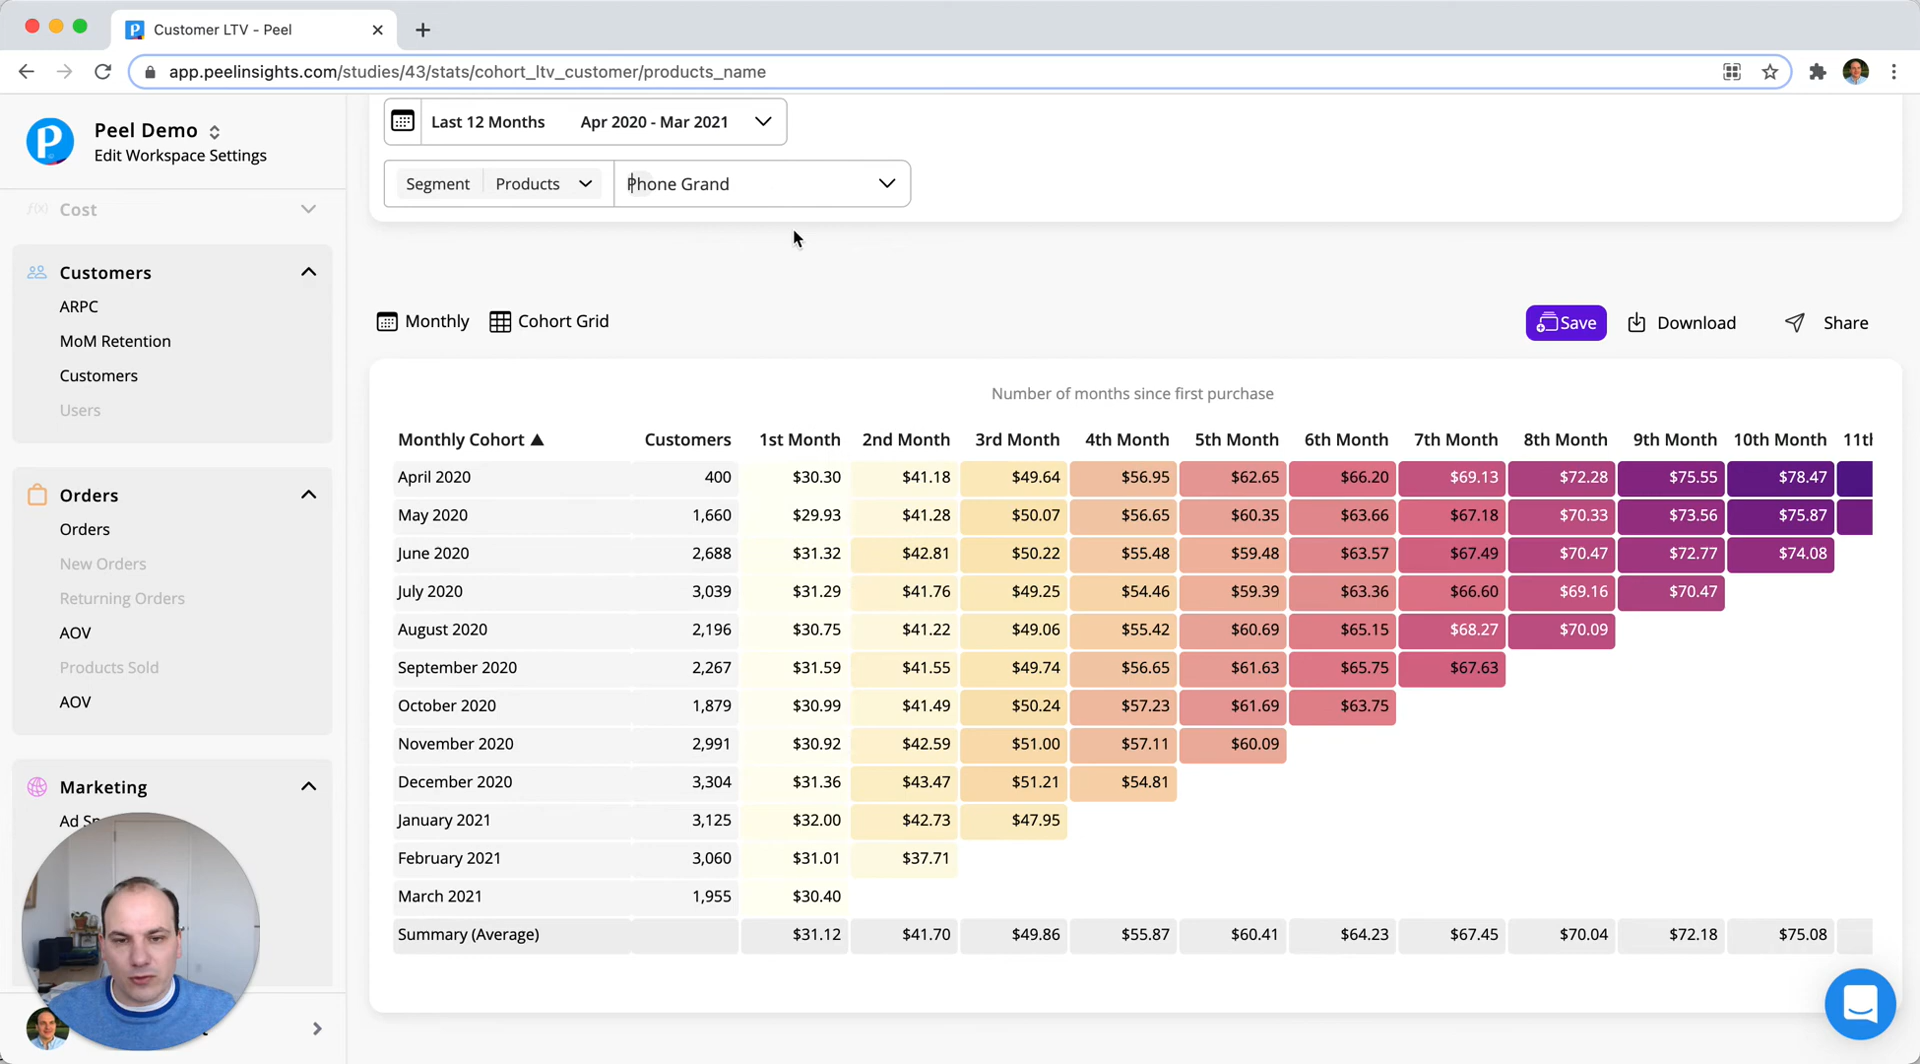 Customer LTV - Peel
app.peelinsights.com/studies/43/stats/cohort_ltv_customer/products_name
P
Peel Demo
Edit Workspace Settings
f(x) Cost
Customers
ARPC
MoM Retention
Customers
Users
Orders
Orders
New Orders
Returning Orders
AOV
Products Sold
AOV
Marketing
Last 12 Months Apr 2020 - Mar 2021
Segment Products Phone Grand
Monthly Cohort Grid
Save Download Share
Number of months since first purchase
Monthly Cohort ▲ Customers 1st Month 2nd Month 3rd Month 4th Month 5th Month 6th Month 7th Month 8th Month 9th Month 10th Month
April 2020 400 $30.30 $41.18 $49.64 $56.95 $62.65 $66.20 $69.13 $72.28 $75.55 $78.47
May 2020 1,660 $29.93 $41.28 $50.07 $56.65 $60.35 $63.66 $67.18 $70.33 $73.56 $75.87
June 2020 2,688 $31.32 $42.81 $50.22 $55.48 $59.48 $63.57 $67.49 $70.47 $72.77 $74.08
July 2020 3,039 $31.29 $41.76 $49.25 $54.46 $59.39 $63.36 $66.60 $69.16 $70.47
August 2020 2,196 $30.75 $41.22 $49.06 $55.42 $60.69 $65.15 $68.27 $70.09
September 2020 2,267 $31.59 $41.55 $49.74 $56.65 $61.63 $65.75 $67.63
October 2020 1,879 $30.99 $41.49 $50.24 $57.23 $61.69 $63.75
November 2020 2,991 $30.92 $42.59 $51.00 $57.11 $60.09
December 2020 3,304 $31.36 $43.47 $51.21 $54.81
January 2021 3,125 $32.00 $42.73 $47.95
February 2021 3,060 $31.01 $37.71
March 2021 1,955 $30.40
Summary (Average) $31.12 $41.70 $49.86 $55.87 $60.41 $64.23 $67.45 $70.04 $72.18 $75.08